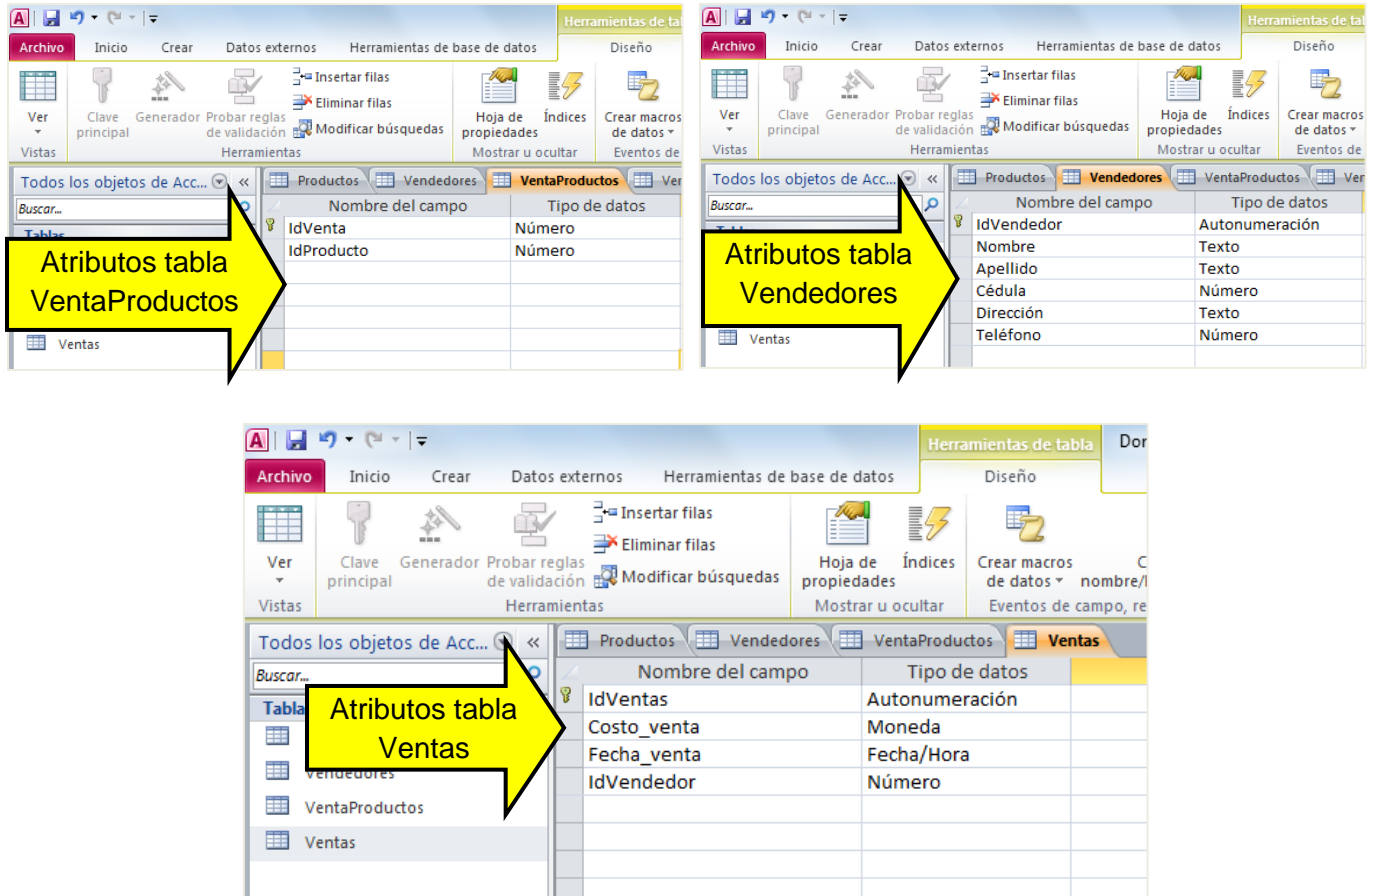 Herramientas de ta
Archivo Inicio Crear Datos externos Herramientas de base de datos Diseño
Ver Clave principal Generador Probar reglas de validación Insertar filas Eliminar filas Modificar búsquedas Hoja de propiedades Índices Crear macros de datos
Vistas Herramientas Mostrar u ocultar Eventos de
Todos los objetos de Acc... « Productos Vendedores VentaProductos Ver
Buscar... Nombre del campo Tipo de datos
Tablas IdVenta Número
IdProducto Número
Atributos tabla
VentaProductos
Ventas
Herramientas de tal
Archivo Inicio Crear Datos externos Herramientas de base de datos Diseño
Ver Clave principal Generador Probar reglas de validación Insertar filas Eliminar filas Modificar búsquedas Hoja de propiedades Índices Crear macros de datos
Vistas Herramientas Mostrar u ocultar Eventos de
Todos los objetos de Acc... « Productos Vendedores VentaProductos Ver
Buscar... Nombre del campo Tipo de datos
IdVendedor Autonumeración
Nombre Texto
Apellido Texto
Cédula Número
Dirección Texto
Teléfono Número
Atributos tabla
Vendedores
Ventas
Herramientas de tabla Dor
Archivo Inicio Crear Datos externos Herramientas de base de datos Diseño
Ver Clave principal Generador Probar reglas de validación Insertar filas Eliminar filas Modificar búsquedas Hoja de propiedades Índices Crear macros de datos C nombre/
Vistas Herramientas Mostrar u ocultar Eventos de campo, re
Todos los objetos de Acc... « Productos Vendedores VentaProductos Ventas
Buscar... Nombre del campo Tipo de datos
Tabla IdVentas Autonumeración
Costo_venta Moneda
Fecha_venta Fecha/Hora
IdVendedor Número
Atributos tabla
Ventas
Vendedores
VentaProductos
Ventas